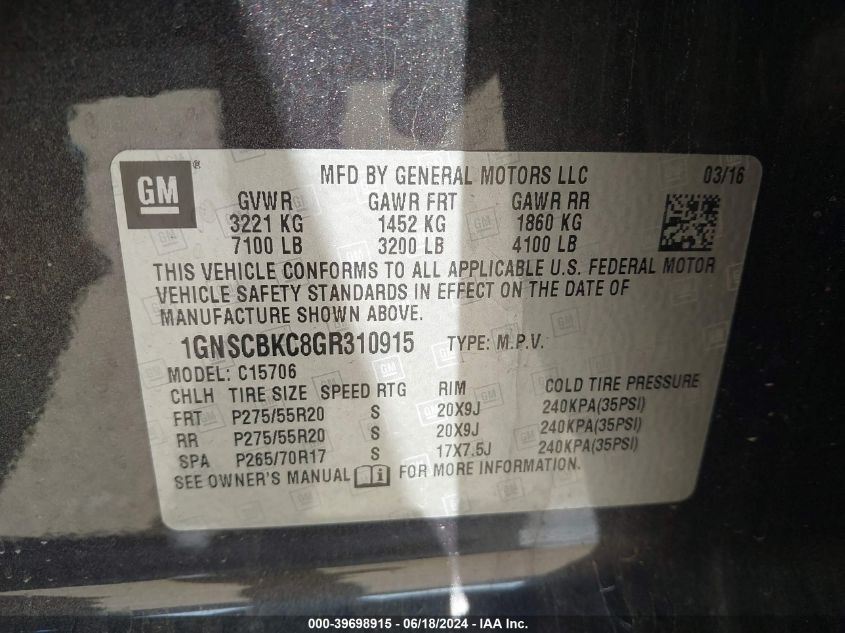 GM ®
MFD BY GENERAL MOTORS LLC 03/16
GVWR GAWR FRT GAWR RR
3221 KG 1452 KG 1860 KG
7100 LB 3200 LB 4100 LB
THIS VEHICLE CONFORMS TO ALL APPLICABLE U.S. FEDERAL MOTOR
VEHICLE SAFETY STANDARDS IN EFFECT ON THE DATE OF
MANUFACTURE SHOWN ABOVE.
1GNSCBKC8GR310915 TYPE: M.P.V.
MODEL: C15706
CHLH TIRE SIZE SPEED RTG RIM COLD TIRE PRESSURE
FRT P275/55R20 S 20X9J 240KPA(35PSI)
RR P275/55R20 S 20X9J 240KPA(35PSI)
SPA P265/70R17 S 17X7.5J 240KPA(35PSI)
SEE OWNER'S MANUAL FOR MORE INFORMATION.
000-39698915 - 06/18/2024 - IAA Inc.